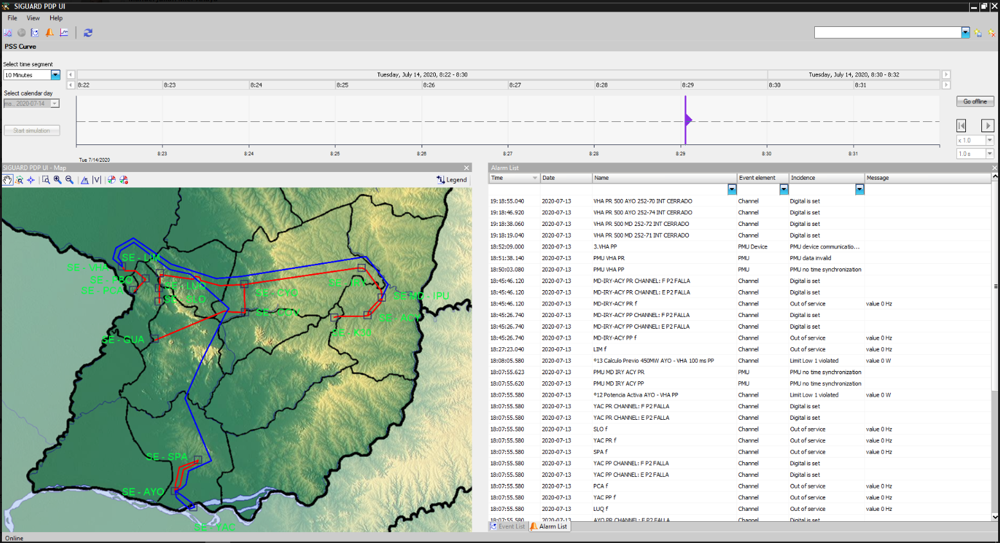 SIGUARD PDP UI
File View Help
PSS Curve
Select time segment
10 Minutes
Select calendar day
ma., 2020-07-14
Start simulation
Tuesday, July 14, 2020, 8:22 - 8:30 Tuesday, July 14, 2020, 8:30 - 8:32
8:22 8:23 8:24 8:25 8:26 8:27 8:28 8:29 8:30 8:31
8:23 8:24 8:25 8:26 8:27 8:28 8:29 8:30 8:31
Tue 7/14/2020
Go offline
x 1.0
1.0 s
SIGUARD PDP UI - Map
Legend
SE - LIM
SE - VHA
SE - PBO
SE - PCA
SE - LUQ
SE - SLO
SE - CYO
SE - COV
SE - GUA
SE - IRY
SE MD - IPU
SE - ACY
SE - K30
SE - SPA
SE - AYO
SE - YAC
Alarm List
Time Date Name Event element Incidence Message
19:18:55.040 2020-07-13 VHA PR 500 AYO 252-70 INT CERRADO Channel Digital is set
19:18:46.920 2020-07-13 VHA PR 500 AYO 252-74 INT CERRADO Channel Digital is set
19:18:38.060 2020-07-13 VHA PR 500 MD 252-72 INT CERRADO Channel Digital is set
19:18:19.040 2020-07-13 VHA PR 500 MD 252-71 INT CERRADO Channel Digital is set
18:52:09.000 2020-07-13 3.VHA PP PMU Device PMU device communicatio...
18:51:38.140 2020-07-13 PMU VHA PR PMU PMU data invalid
18:50:03.080 2020-07-13 PMU VHA PP PMU PMU no time synchronization
18:45:46.120 2020-07-13 MD-IRY-ACY PR CHANNEL: F P2 FALLA Channel Digital is set
18:45:46.120 2020-07-13 MD-IRY-ACY PR CHANNEL: E P2 FALLA Channel Digital is set
18:45:46.120 2020-07-13 MD-IRY-ACY PR f Channel Out of service value 0 Hz
18:45:26.740 2020-07-13 MD-IRY-ACY PP CHANNEL: F P2 FALLA Channel Digital is set
18:45:26.740 2020-07-13 MD-IRY-ACY PP CHANNEL: E P2 FALLA Channel Digital is set
18:45:26.740 2020-07-13 MD-IRY-ACY PP f Channel Out of service value 0 Hz
18:27:23.040 2020-07-13 LIM f Channel Out of service value 0 Hz
18:08:05.580 2020-07-13 º13 Calculo Previo 450MW AYO - VHA 100 ms PP Channel Limit Low 1 violated value 0 W
18:07:55.623 2020-07-13 PMU MD IRY ACY PR PMU PMU no time synchronization
18:07:55.620 2020-07-13 PMU MD IRY ACY PP PMU PMU no time synchronization
18:07:55.580 2020-07-13 º12 Potencia Activa AYO - VHA PP Channel Limit Low 1 violated value 0 W
18:07:55.580 2020-07-13 YAC PR CHANNEL: F P2 FALLA Channel Digital is set
18:07:55.580 2020-07-13 YAC PR CHANNEL: E P2 FALLA Channel Digital is set
18:07:55.580 2020-07-13 SLO f Channel Out of service value 0 Hz
18:07:55.580 2020-07-13 YAC PR f Channel Out of service value 0 Hz
18:07:55.580 2020-07-13 SPA f Channel Out of service value 0 Hz
18:07:55.580 2020-07-13 YAC PP CHANNEL: F P2 FALLA Channel Digital is set
18:07:55.580 2020-07-13 YAC PP CHANNEL: E P2 FALLA Channel Digital is set
18:07:55.580 2020-07-13 PCA f Channel Out of service value 0 Hz
18:07:55.580 2020-07-13 YAC PP f Channel Out of service value 0 Hz
18:07:55.580 2020-07-13 LUQ f Channel Out of service value 0 Hz
18:07:55.580 2020-07-13 AYO PR CHANNEL: F P2 FALLA Channel Digital is set
Event List Alarm List
Online